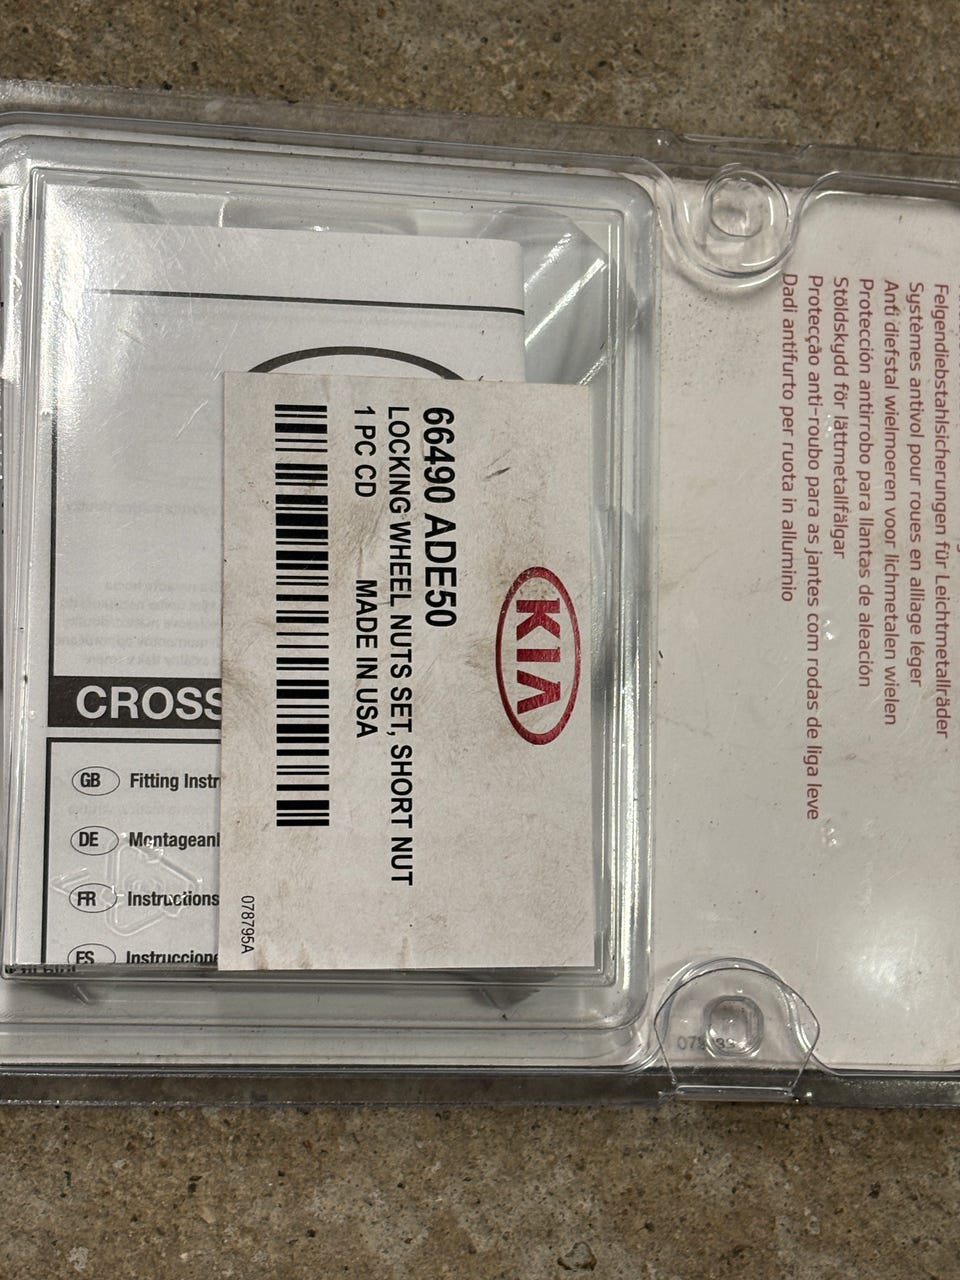 Felgendiebstahlsicherungen für Leichtmetallräder
Systèmes antivol pour roues en alliage léger
Anti diefstal wielmoeren voor lichmetalen wielen
Protección antirrobo para llantas de aleación
Stöldskydd för lättmetallfälgar
Protecção anti-roubo para as jantes com rodas de liga leve
Dadi antifurto per ruota in alluminio
KIA
66490 ADE50
LOCKING WHEEL NUTS SET, SHORT NUT
1 PC CD MADE IN USA
078795A
CROSS
GB Fitting Instr
DE Montageanl
FR Instructions
ES Instruccione